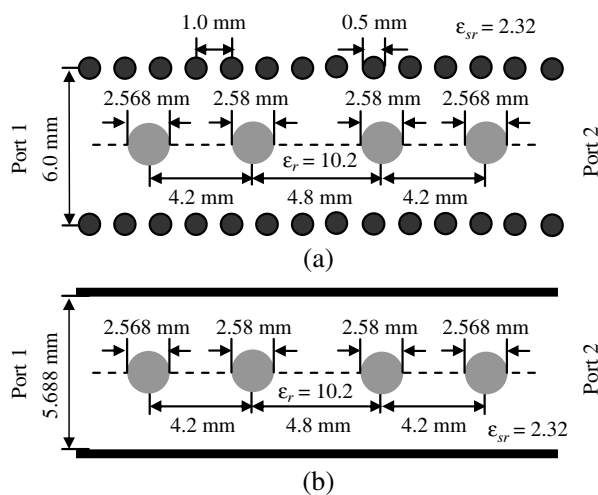 1.0 mm 0.5 mm ε_sr = 2.32
Port 1
6.0 mm
2.568 mm 2.58 mm 2.58 mm 2.568 mm
ε_r = 10.2
4.2 mm 4.8 mm 4.2 mm
Port 2
(a)
Port 1
5.688 mm
2.568 mm 2.58 mm 2.58 mm 2.568 mm
ε_r = 10.2
4.2 mm 4.8 mm 4.2 mm
ε_sr = 2.32
Port 2
(b)